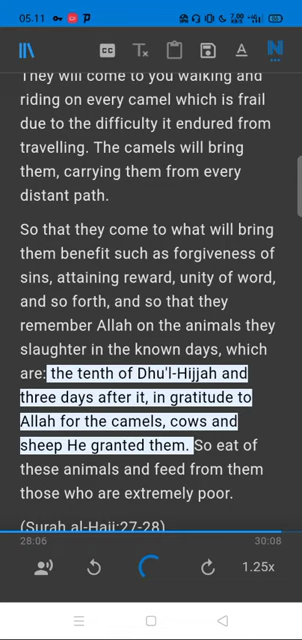 05.11
They will come to you walking and
riding on every camel which is frail
due to the difficulty it endured from
travelling. The camels will bring
them, carrying them from every
distant path.
So that they come to what will bring
them benefit such as forgiveness of
sins, attaining reward, unity of word,
and so forth, and so that they
remember Allah on the animals they
slaughter in the known days, which
are: the tenth of Dhu'l-Hijjah and
three days after it, in gratitude to
Allah for the camels, cows and
sheep He granted them. So eat of
these animals and feed from them
those who are extremely poor.
(Surah al-Hajj:27-28)
28:06 30:08
1.25x